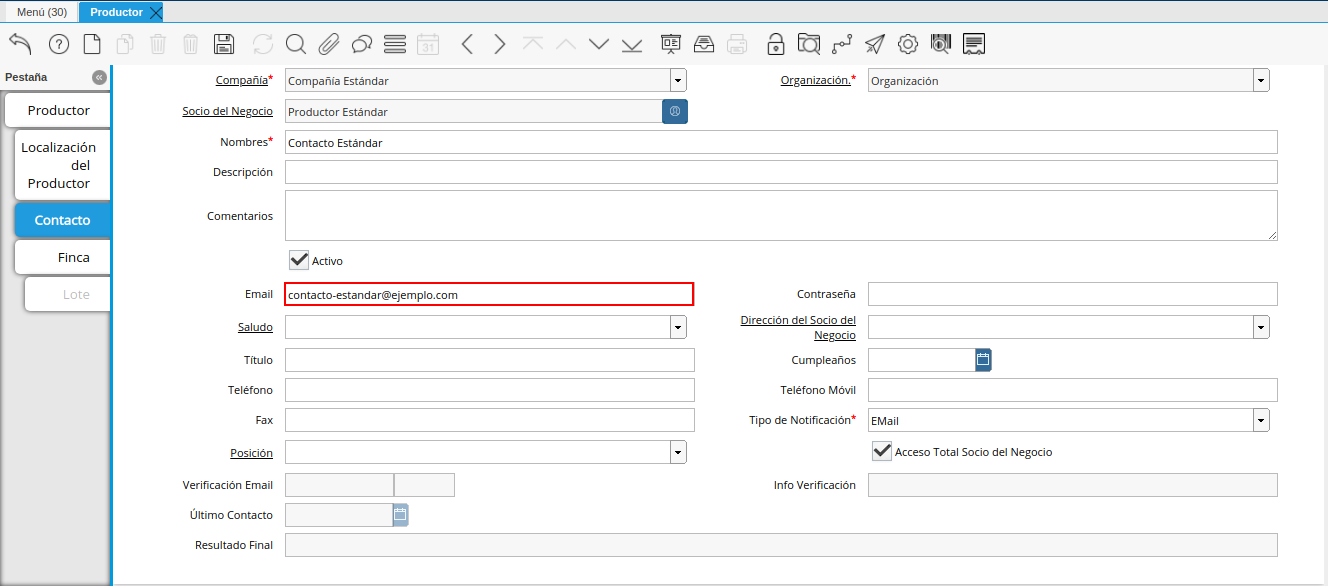 Menú (30)
Productor
31
Pestaña
Productor
Localización
del
Productor
Contacto
Finca
Lote
Compañía*
Compañía Estándar
Organización.*
Organización
Socio del Negocio
Productor Estándar
Nombres*
Contacto Estándar
Descripción
Comentarios
Activo
Email
contacto-estandar@ejemplo.com
Contraseña
Saludo
Dirección del Socio del
Negocio
Título
Cumpleaños
Teléfono
Teléfono Móvil
Fax
Tipo de Notificación*
EMail
Posición
Acceso Total Socio del Negocio
Verificación Email
Info Verificación
Último Contacto
Resultado Final